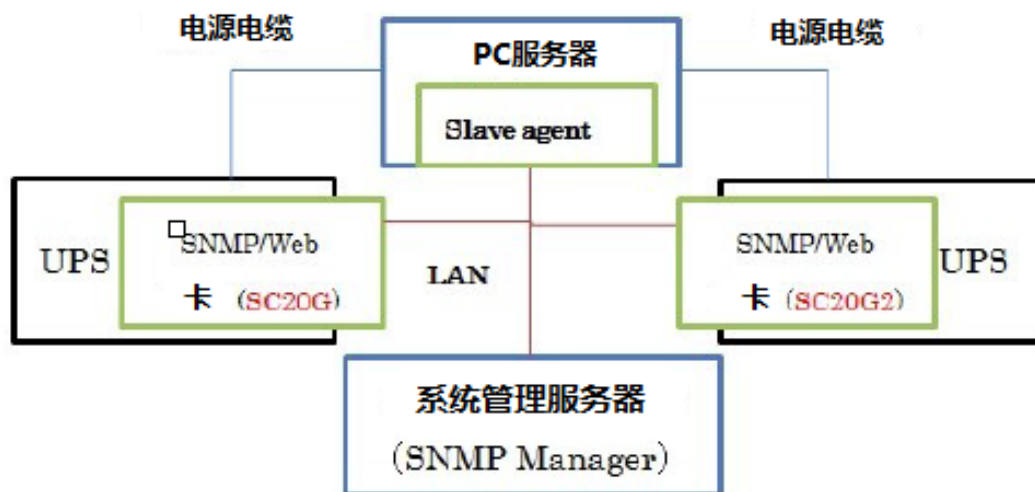 电源电缆
PC服务器
电源电缆
Slave agent
UPS
SNMP/Web
卡 (SC20G)
LAN
SNMP/Web
卡 (SC20G2)
UPS
系统管理服务器
(SNMP Manager)